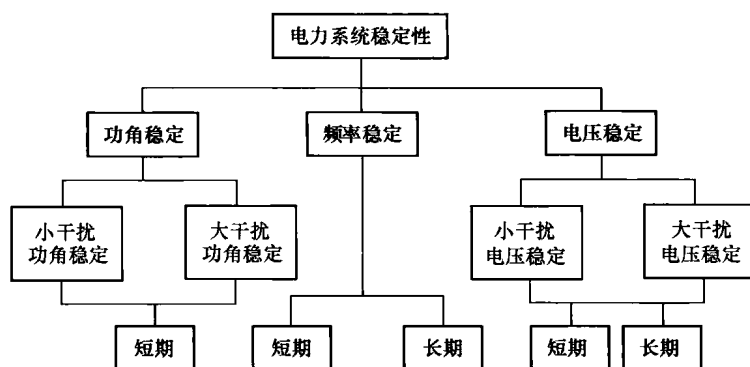 电力系统稳定性
功角稳定
频率稳定
电压稳定
小干扰
功角稳定
大干扰
功角稳定
小干扰
电压稳定
大干扰
电压稳定
短期
短期
长期
短期
长期